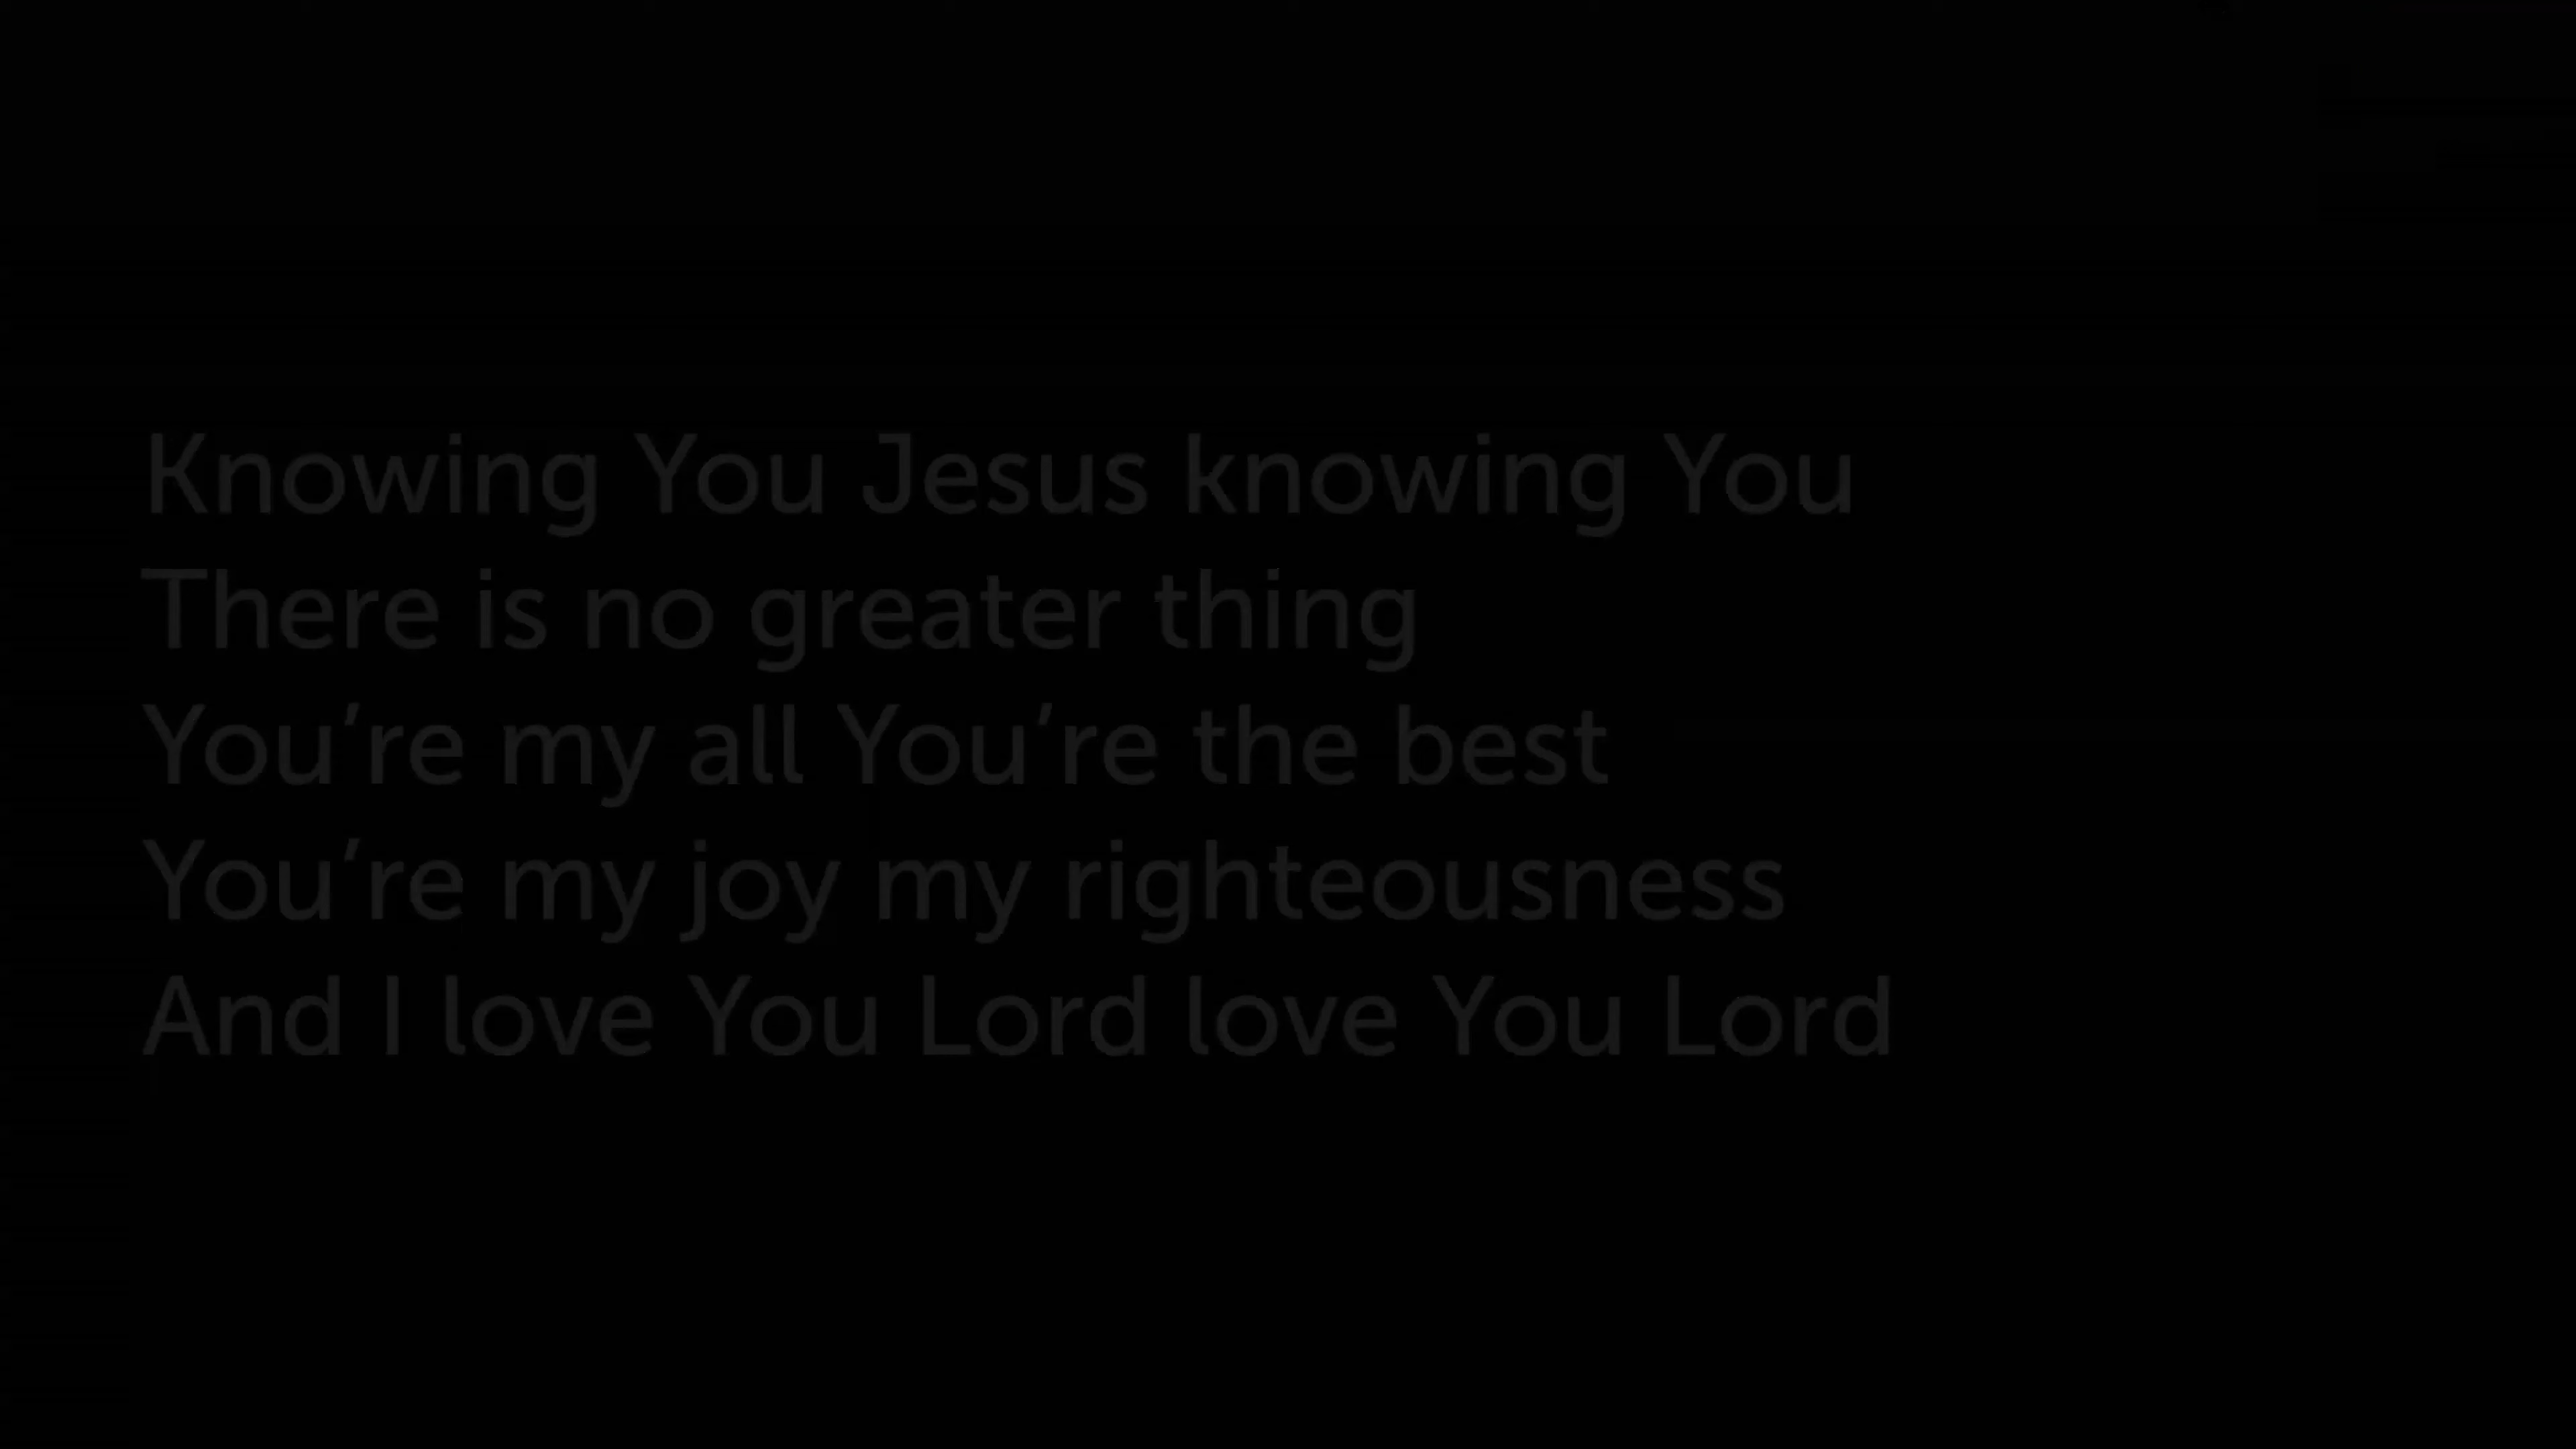 Knowing You Jesus knowing You
There is no greater thing
You’re my all You’re the best
You’re my joy my righteousness
And I love You Lord love You Lord